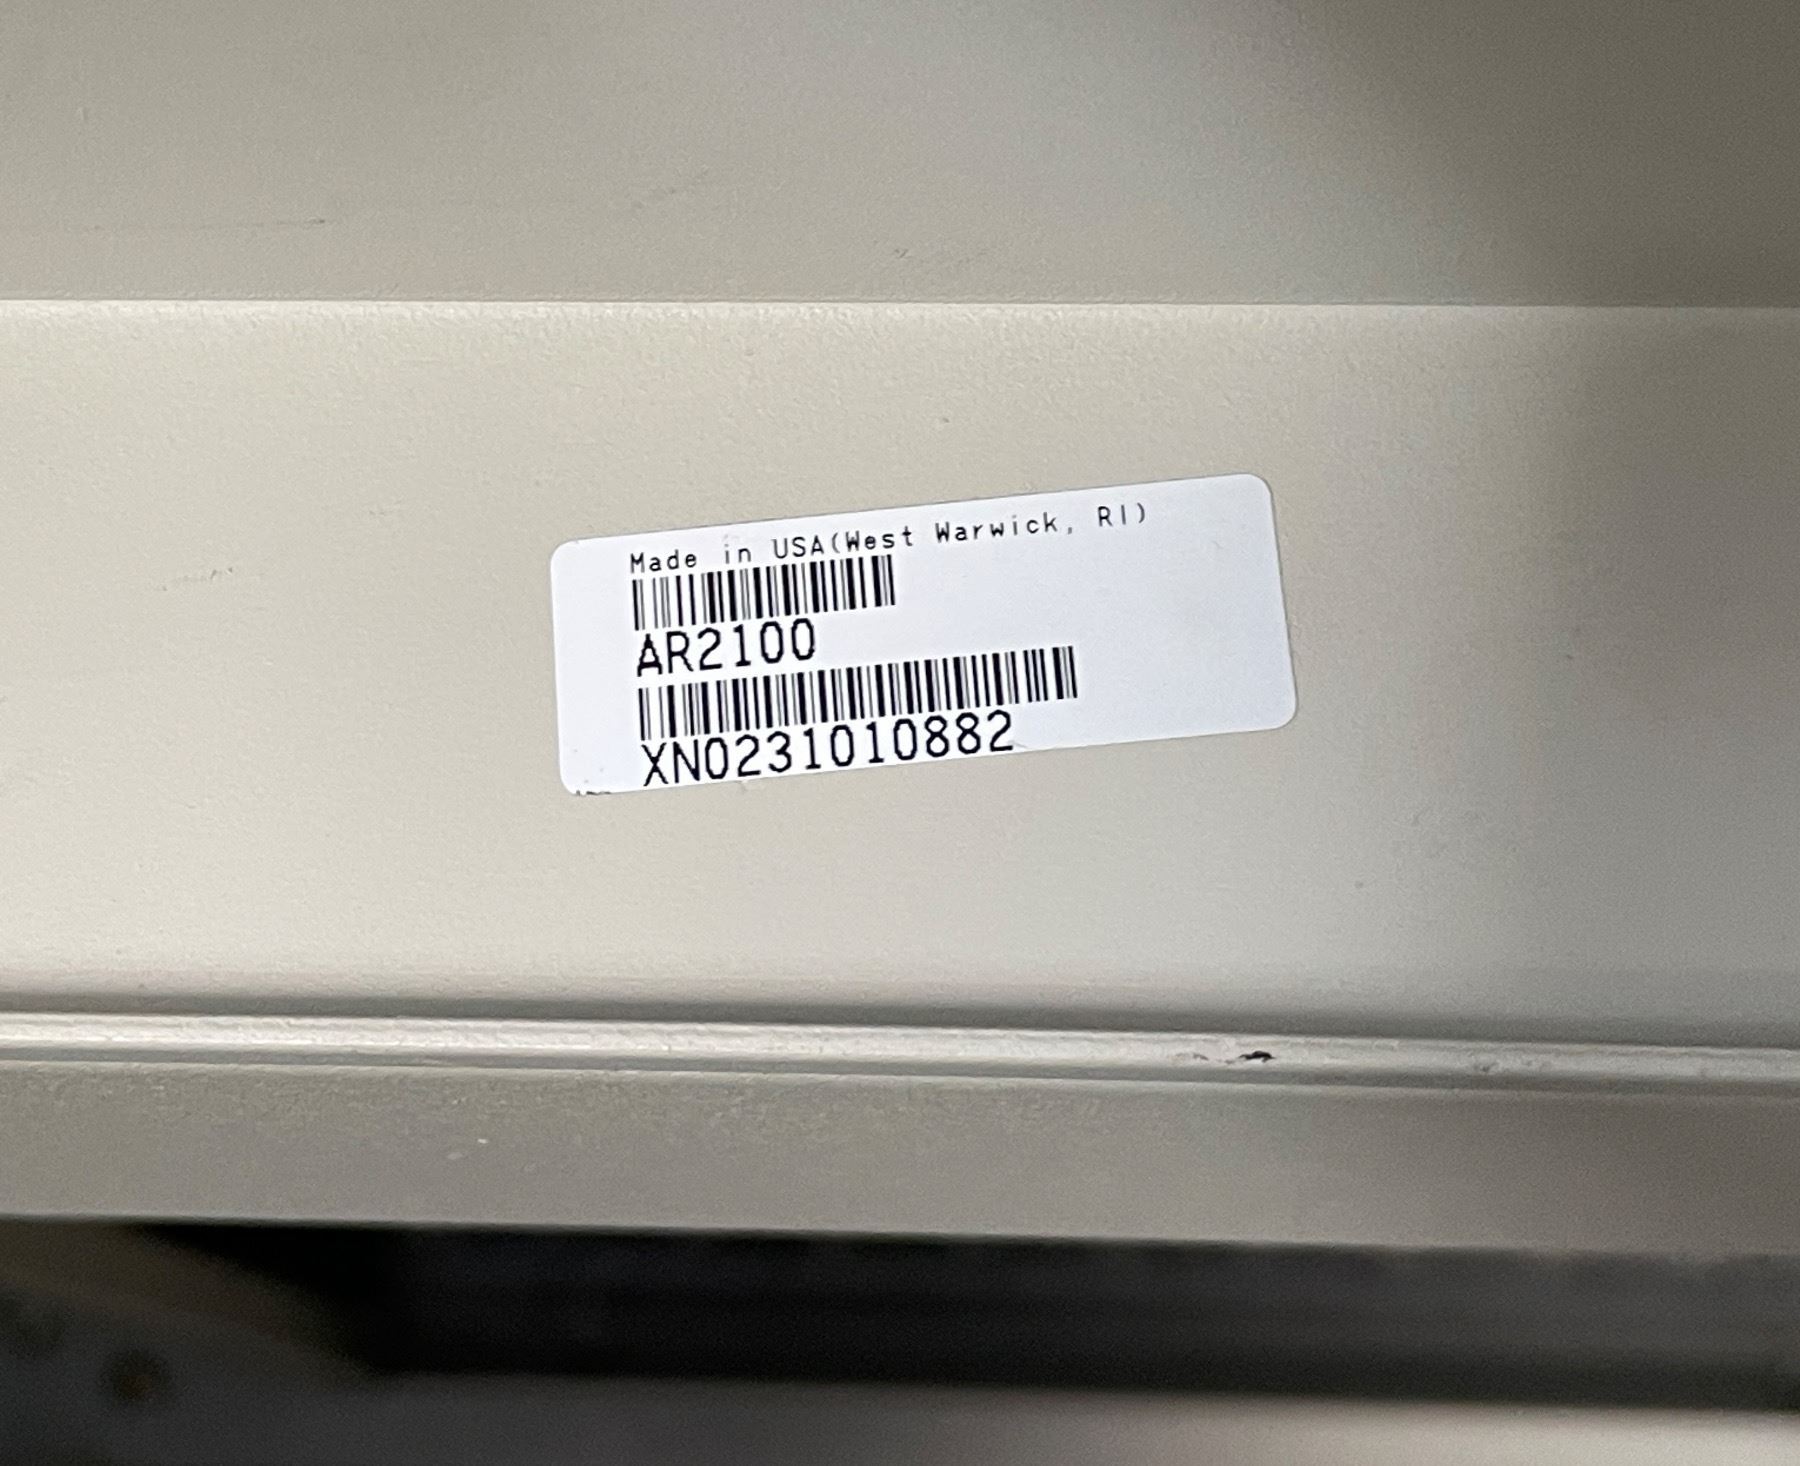 Made in USA(West Warwick, RI)
AR2100
XN0231010882